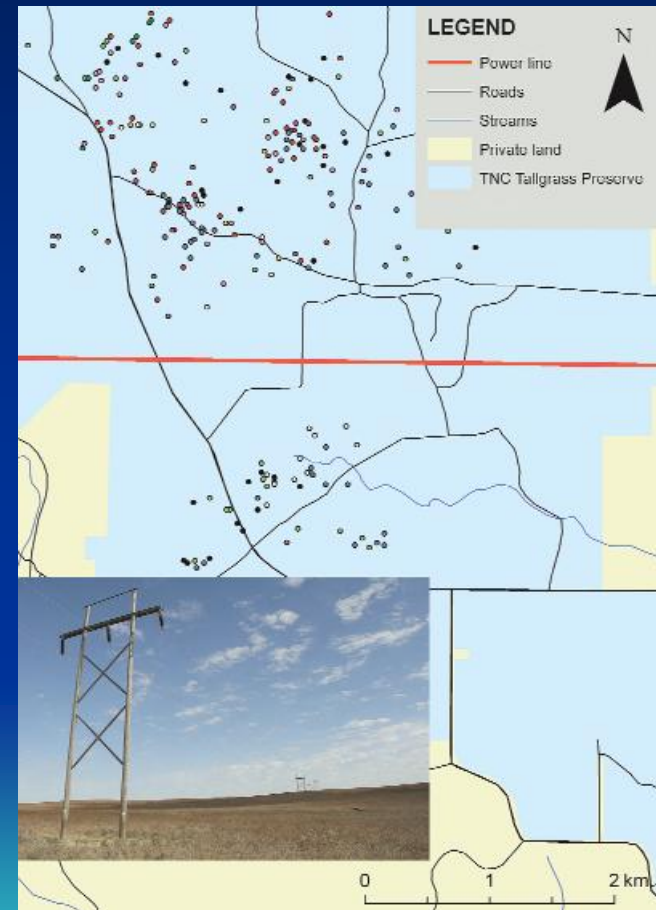 LEGEND
N
Power line
Roads
Streams
Private land
TNC Tallgrass Preserve
0 1 2 km